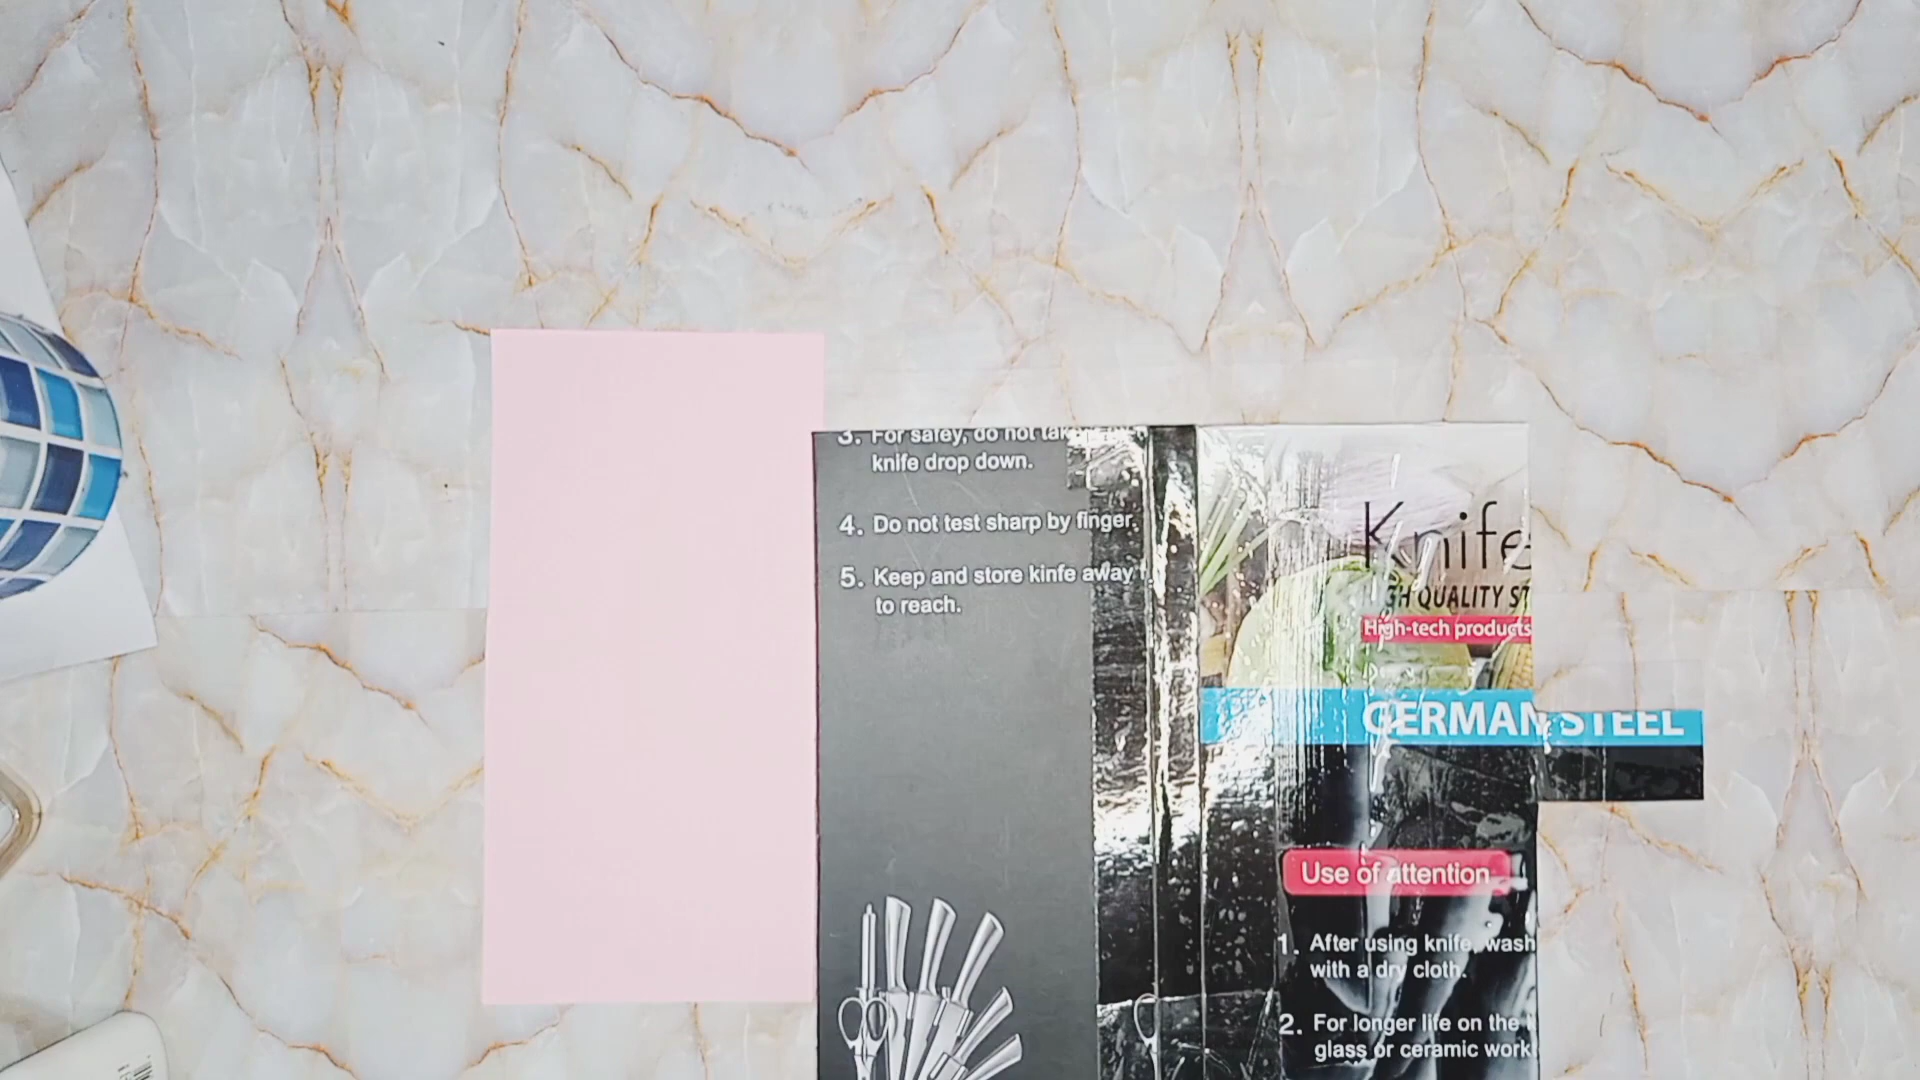 3. For safey, do not
knife drop down.
4. Do not test sharp by finger.
5. Keep and store kinfe away
to reach.
Knife
HIGH QUALITY ST
High-tech products
GERMAN STEEL
Use of attention
1. After using knife, wash
with a dry cloth.
2. For longer life on the
glass or ceramic work